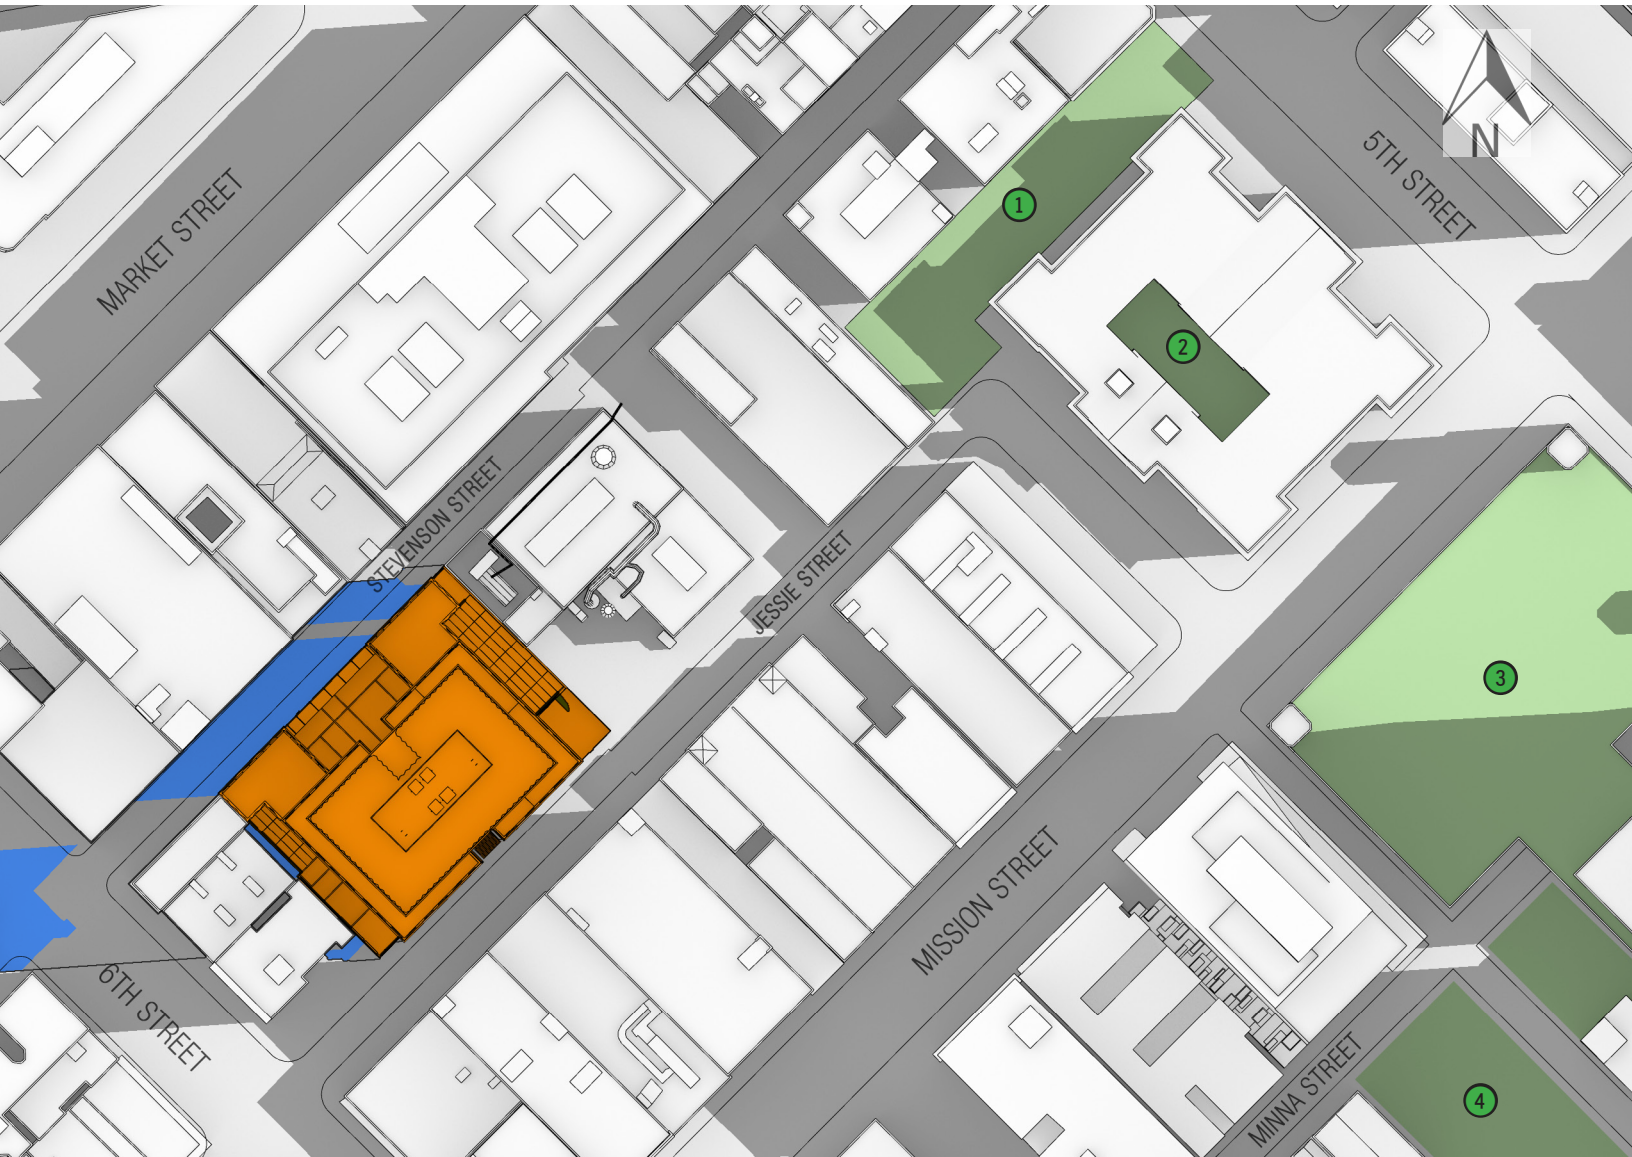 MARKET STREET
5TH STREET
N
1
2
STEVENSON STREET
JESSIE STREET
3
MISSION STREET
6TH STREET
MINNA STREET
4